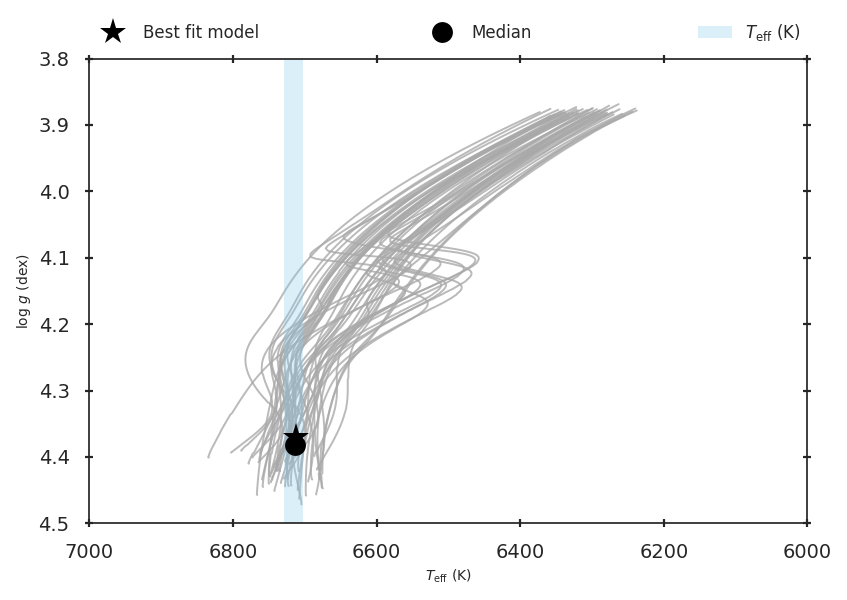 Best fit model
Median
T_eff (K)
3.8
3.9
4.0
4.1
4.2
4.3
4.4
4.5
log g (dex)
7000 6800 6600 6400 6200 6000
T_eff (K)